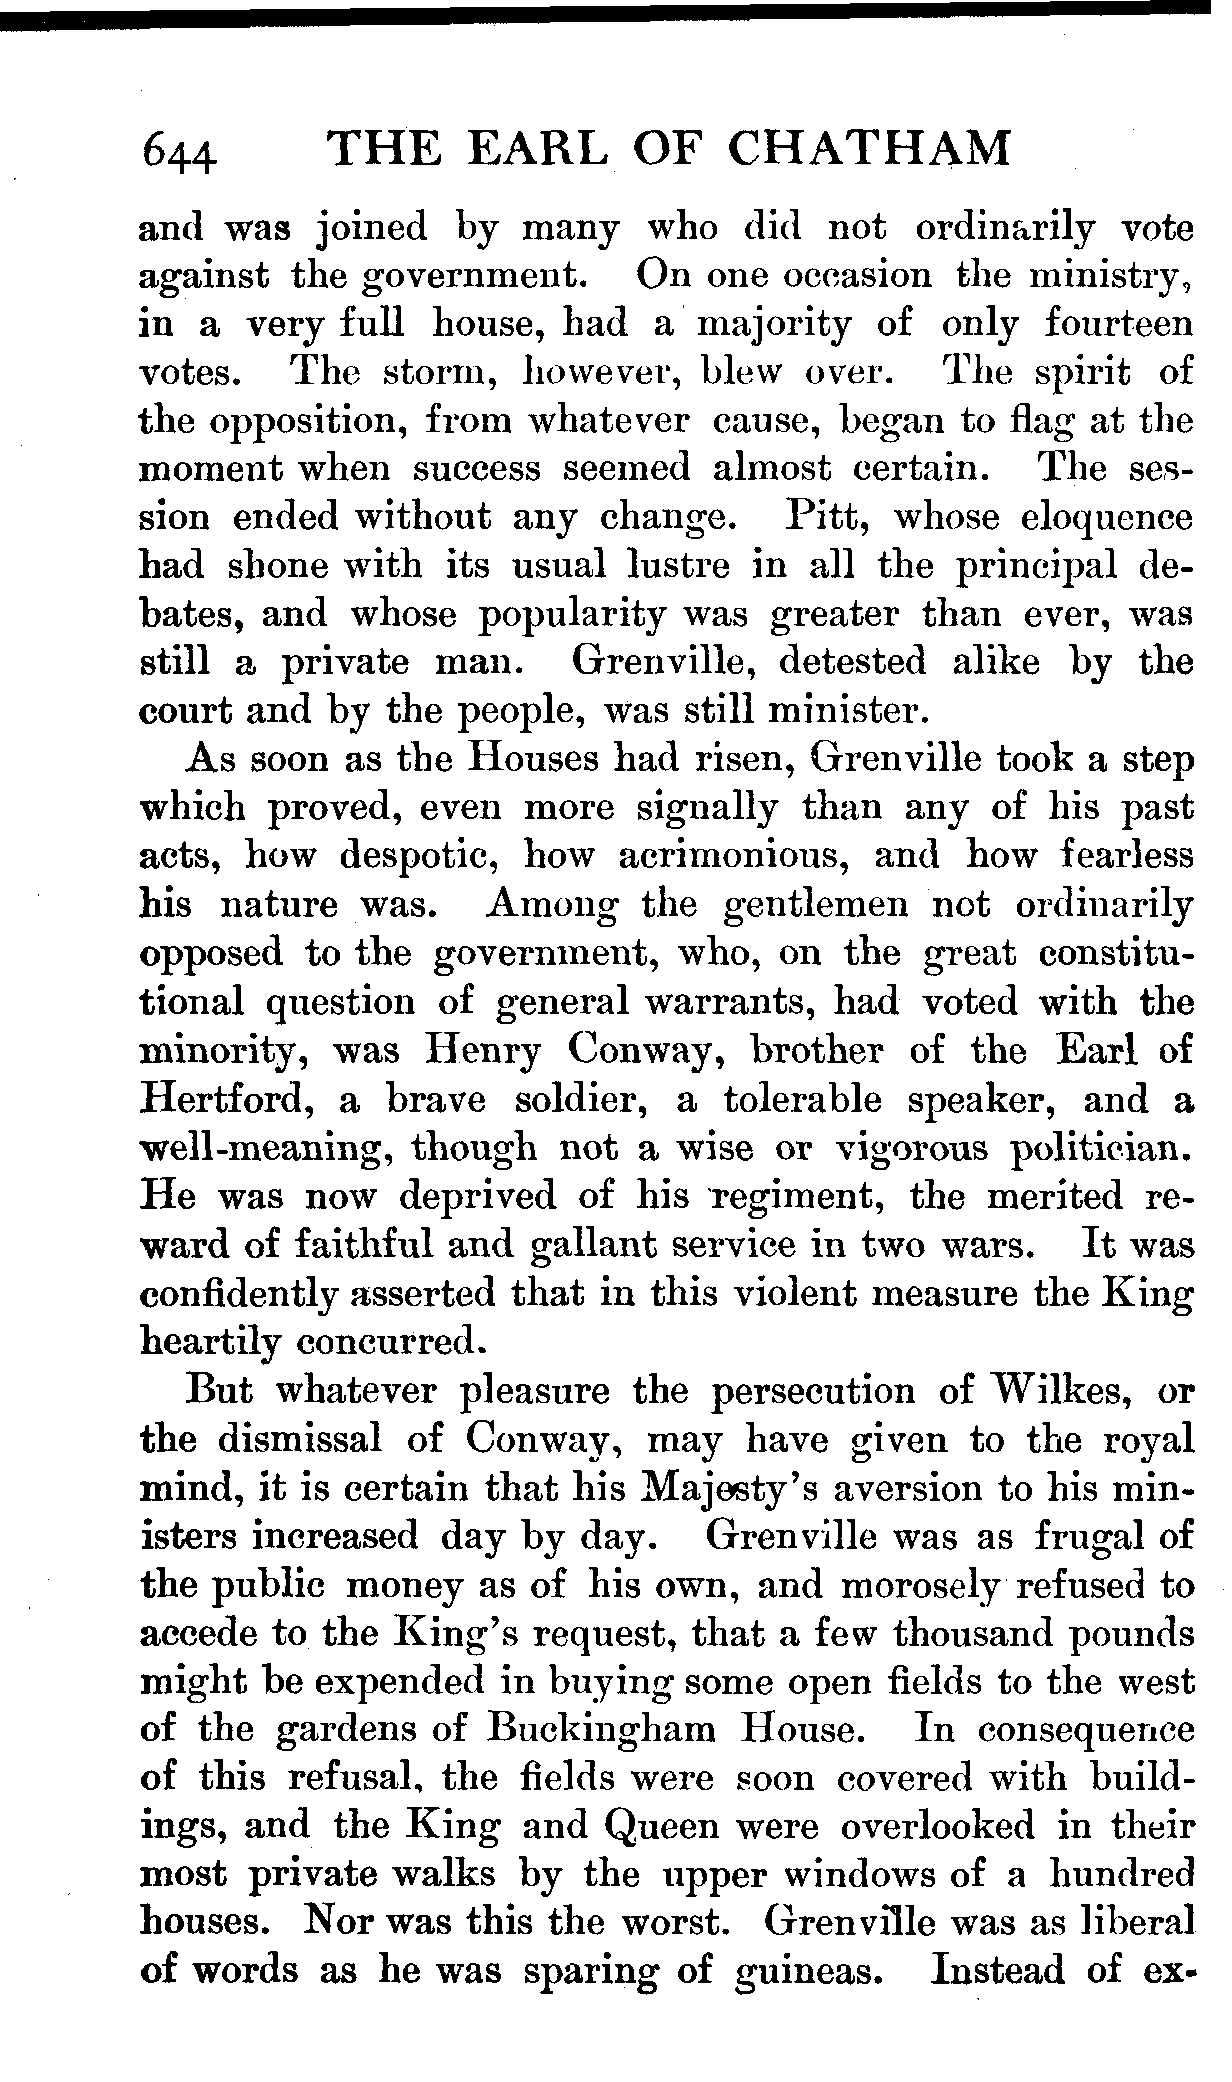 644 THE EARL OF CHATHAM
and was joined by many who did not ordinarily vote
against the government. On one occasion the ministry,
in a very full house, had a majority of only fourteen
votes. The storm, however, blew over. The spirit of
the opposition, from whatever cause, began to flag at the
moment when success seemed almost certain. The ses-
sion ended without any change. Pitt, whose eloquence
had shone with its usual lustre in all the principal de-
bates, and whose popularity was greater than ever, was
still a private man. Grenville, detested alike by the
court and by the people, was still minister.
As soon as the Houses had risen, Grenville took a step
which proved, even more signally than any of his past
acts, how despotic, how acrimonious, and how fearless
his nature was. Among the gentlemen not ordinarily
opposed to the government, who, on the great constitu-
tional question of general warrants, had voted with the
minority, was Henry Conway, brother of the Earl of
Hertford, a brave soldier, a tolerable speaker, and a
well-meaning, though not a wise or vigorous politician.
He was now deprived of his regiment, the merited re-
ward of faithful and gallant service in two wars. It was
confidently asserted that in this violent measure the King
heartily concurred.
But whatever pleasure the persecution of Wilkes, or
the dismissal of Conway, may have given to the royal
mind, it is certain that his Majesty's aversion to his min-
isters increased day by day. Grenville was as frugal of
the public money as of his own, and morosely refused to
accede to the King's request, that a few thousand pounds
might be expended in buying some open fields to the west
of the gardens of Buckingham House. In consequence
of this refusal, the fields were soon covered with build-
ings, and the King and Queen were overlooked in their
most private walks by the upper windows of a hundred
houses. Nor was this the worst. Grenville was as liberal
of words as he was sparing of guineas. Instead of ex-